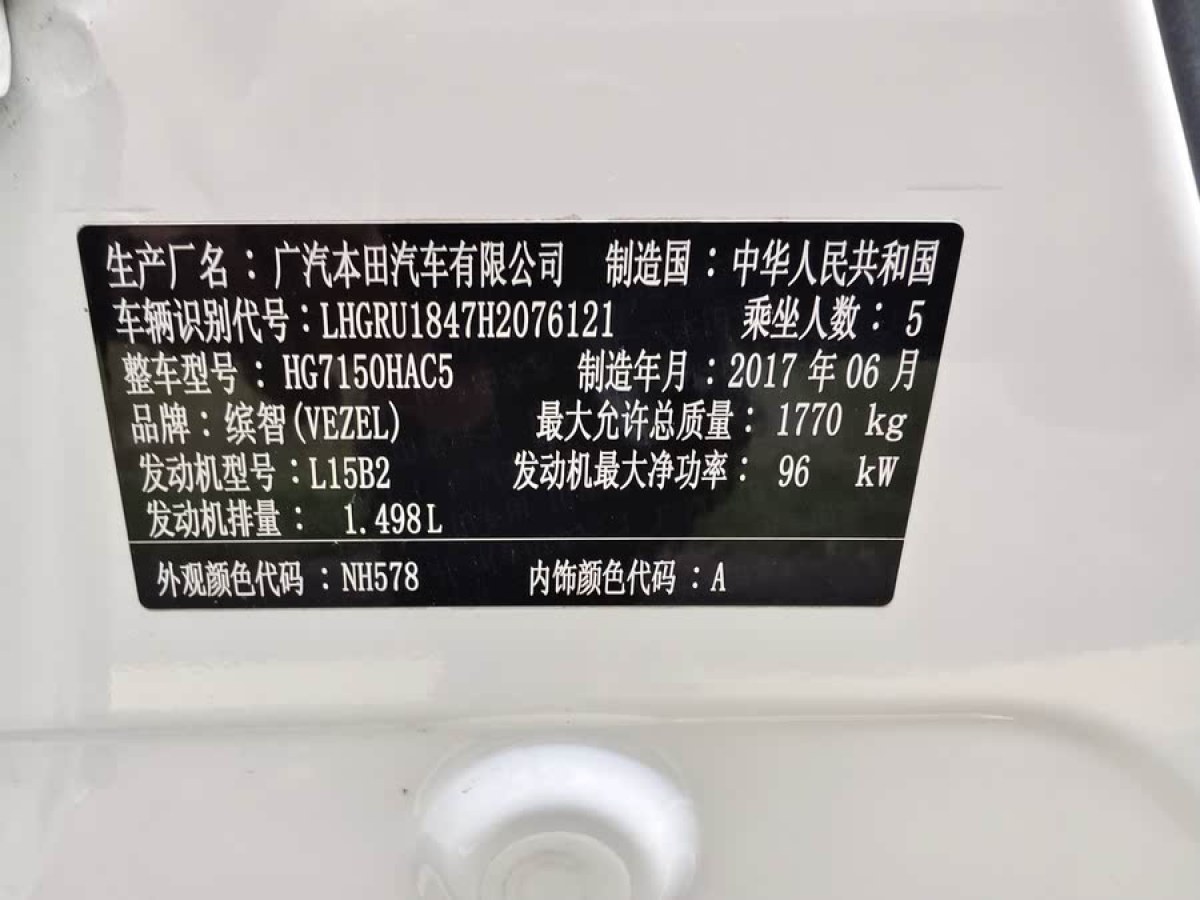 生产厂名：广汽本田汽车有限公司 制造国：中华人民共和国
车辆识别代号：LHGRU1847H2076121 乘坐人数：5
整车型号：HG7150HAC5 制造年月：2017 年 06 月
品牌：缤智(VEZEL) 最大允许总质量：1770 kg
发动机型号：L15B2 发动机最大净功率：96 kW
发动机排量：1.498L
外观颜色代码：NH578 内饰颜色代码：A